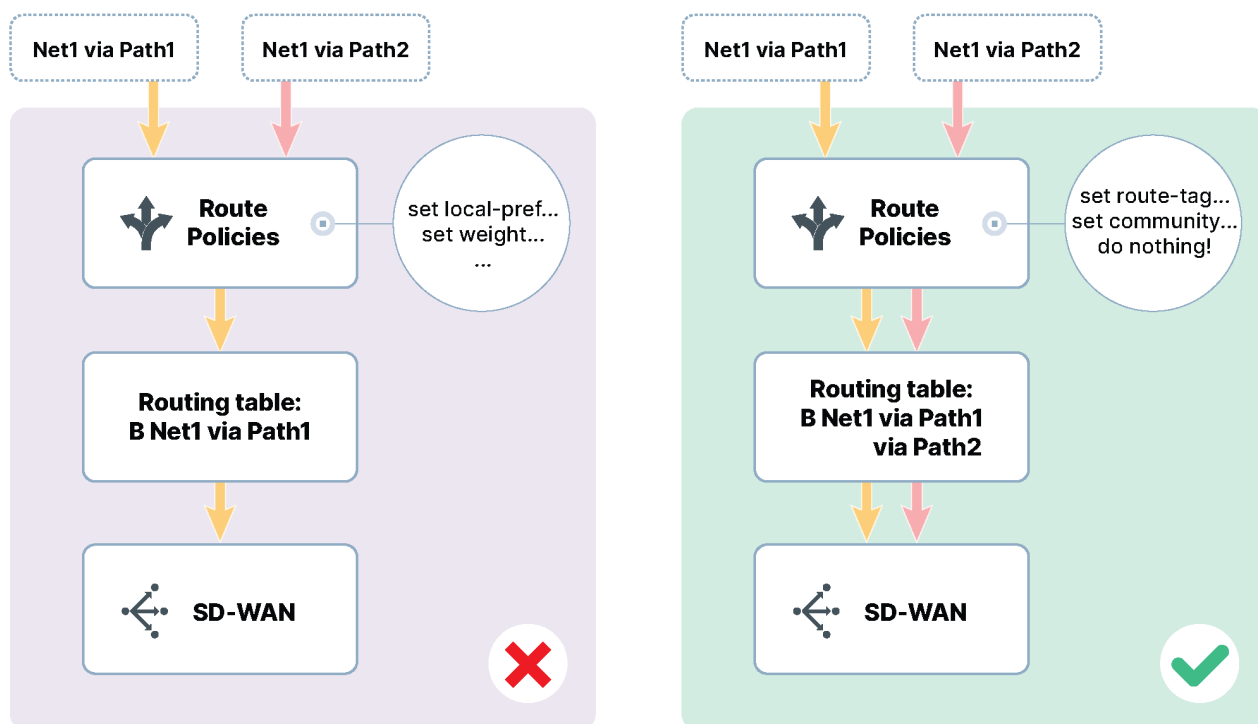 Net1 via Path1
Net1 via Path2
Route
Policies
set local-pref...
set weight...
...
Routing table:
B Net1 via Path1
SD-WAN
Net1 via Path1
Net1 via Path2
Route
Policies
set route-tag...
set community...
do nothing!
Routing table:
B Net1 via Path1
via Path2
SD-WAN